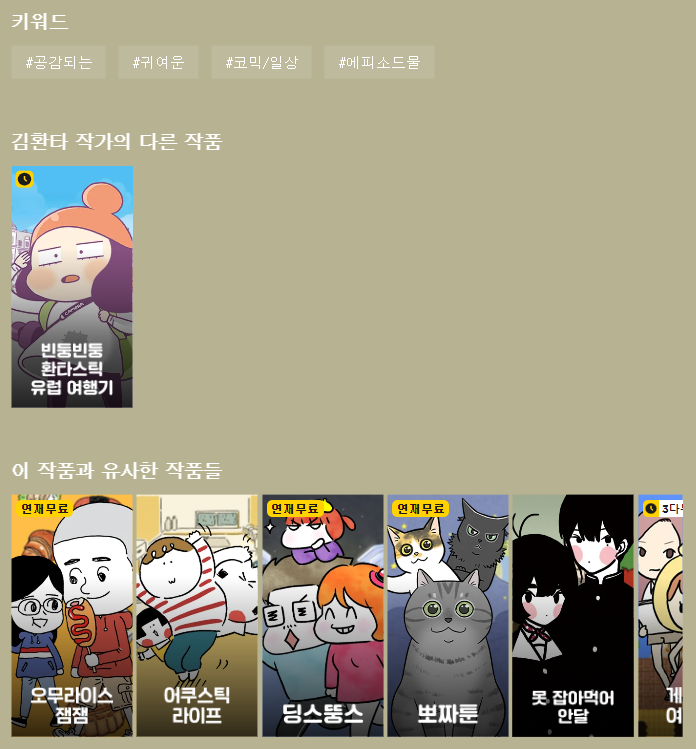 키워드
#공감되는
#귀여운
#코믹/일상
#에피소드물
김환타 작가의 다른 작품
빈둥빈둥
환타스틱
유럽 여행기
이 작품과 유사한 작품들
연재무료
오무라이스
잼잼
어쿠스틱
라이프
연재무료
딩스뚱스
연재무료
뽀짜툰
못 잡아먹어
안달